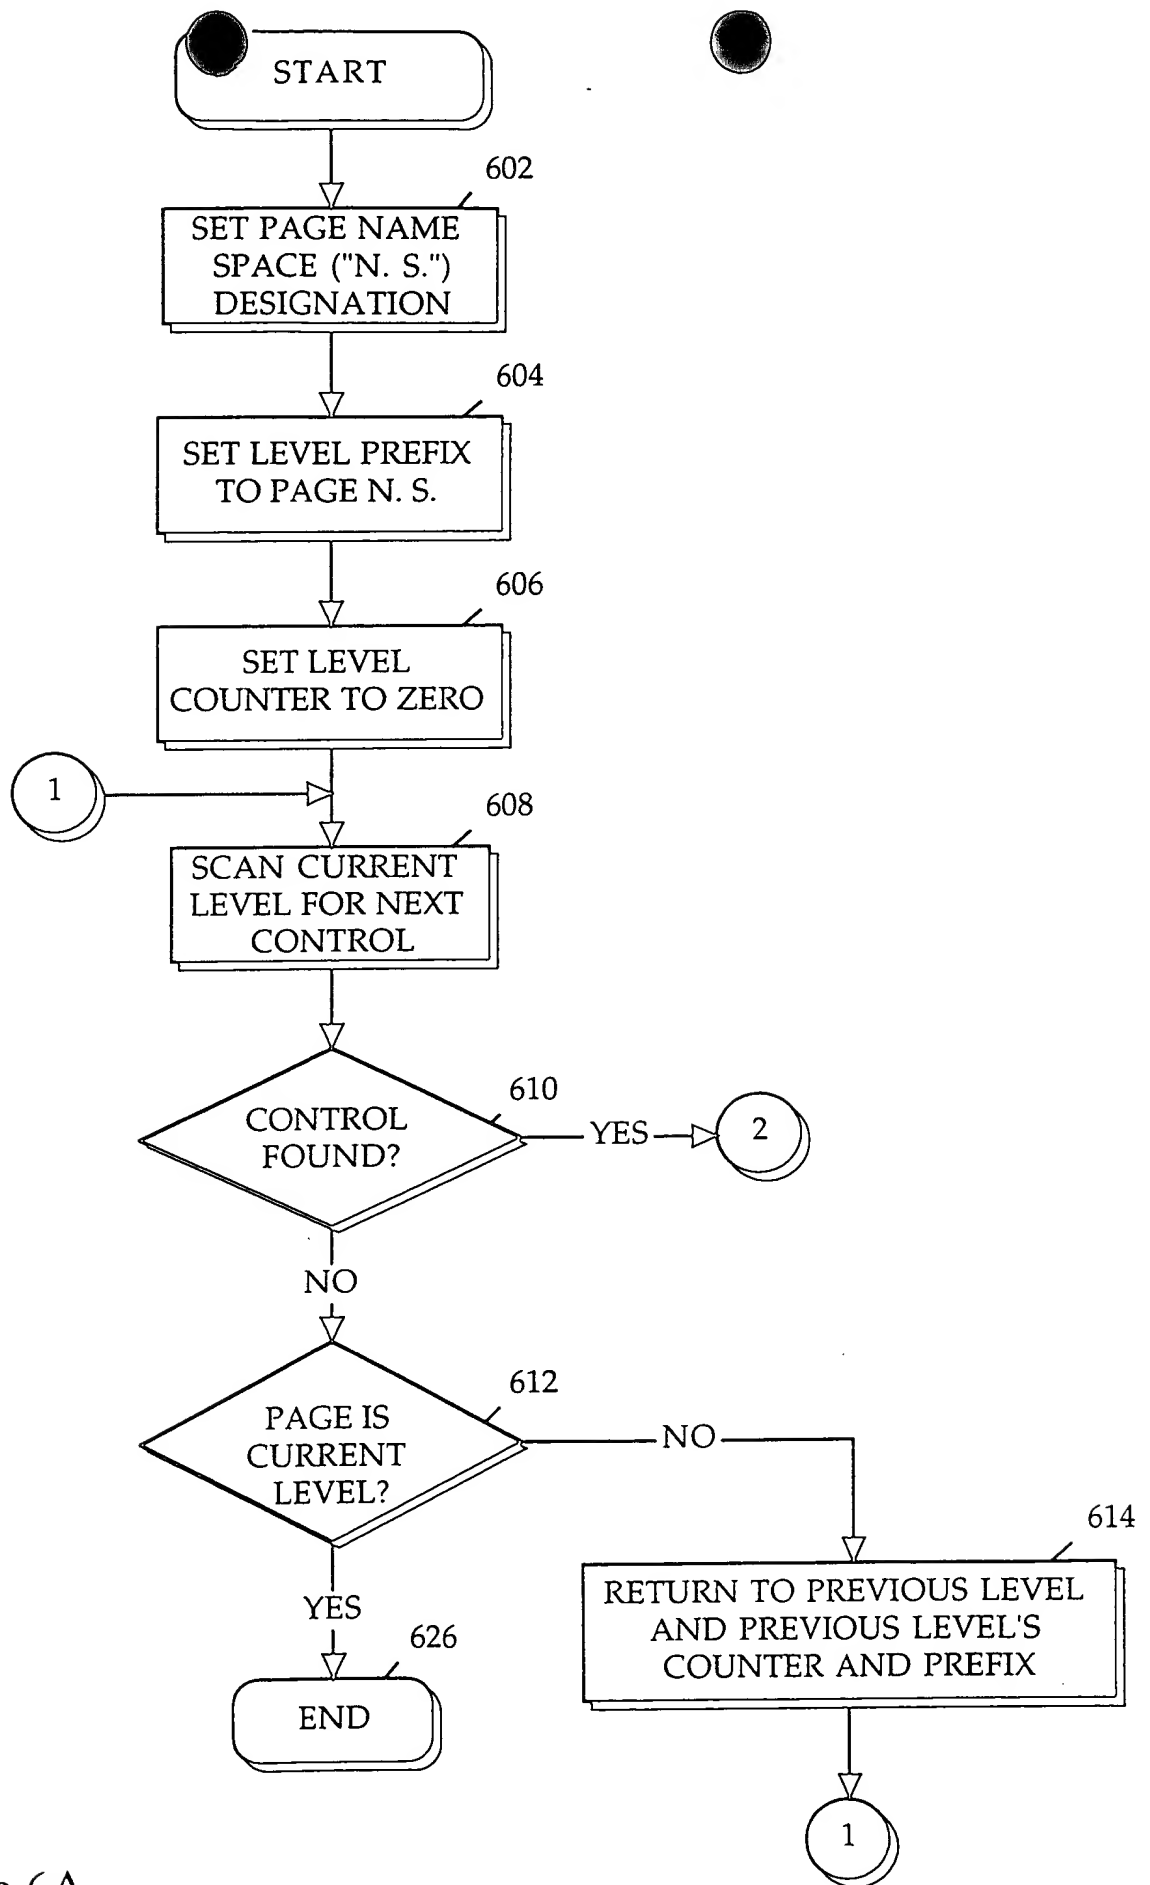 START
602
SET PAGE NAME
SPACE ("N. S.")
DESIGNATION
604
SET LEVEL PREFIX
TO PAGE N. S.
606
SET LEVEL
COUNTER TO ZERO
1
608
SCAN CURRENT
LEVEL FOR NEXT
CONTROL
610
CONTROL
FOUND?
YES
2
NO
612
PAGE IS
CURRENT
LEVEL?
NO
614
RETURN TO PREVIOUS LEVEL
AND PREVIOUS LEVEL'S
COUNTER AND PREFIX
YES
626
END
1
6A